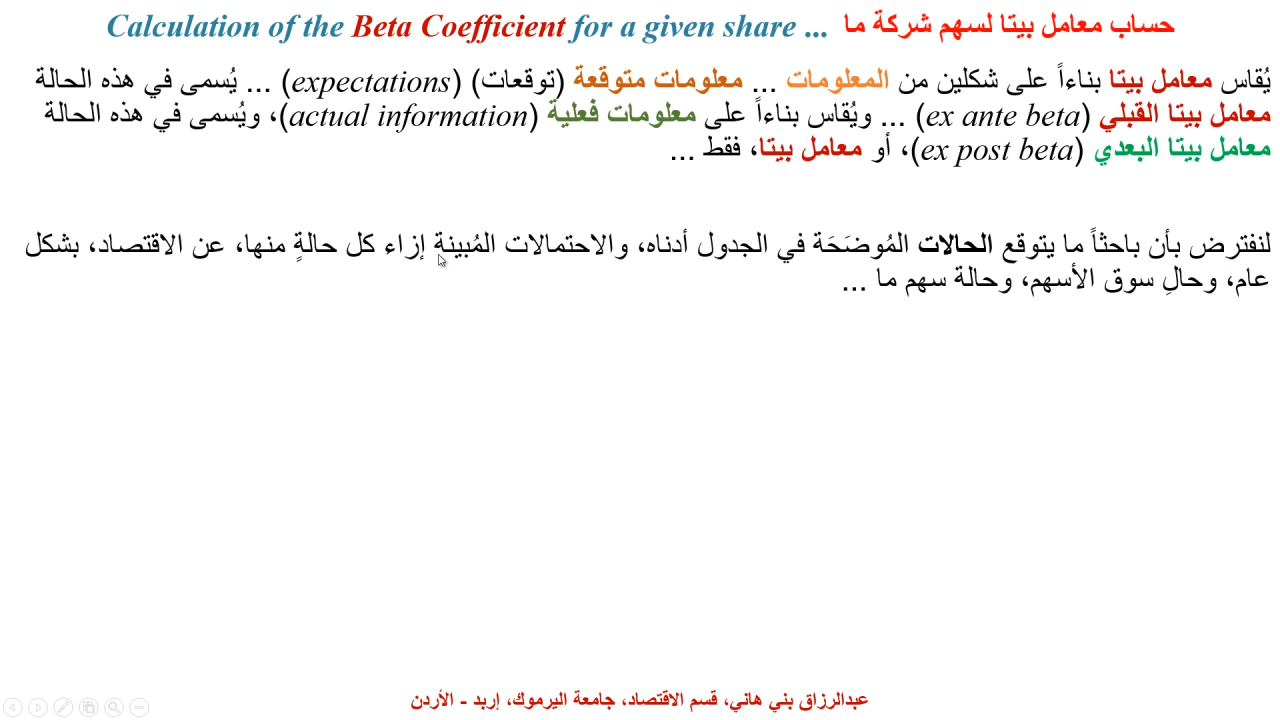 حساب معامل بيتا لسهم شركة ما Calculation of the Beta Coefficient for a given share ...
يُقاس معامل بيتا بناءاً على شكلين من المعلومات ... معلومات متوقعة (توقعات) (expectations) ... يُسمى في هذه الحالة
معامل بيتا القبلي (ex ante beta) ... ويُقاس بناءاً على معلومات فعلية (actual information)، ويُسمى في هذه الحالة
معامل بيتا البعدي (ex post beta)، أو معامل بيتا، فقط ...
لنفترض بأن باحثاً ما يتوقع الحالات المُوضَحَة في الجدول أدناه، والاحتمالات المُبينةِ إزاء كل حالةٍ منها، عن الاقتصاد، بشكل
عام، وحالِ سوق الأسهم، وحالة سهم ما ...
عبدالرزاق بني هاني، قسم الاقتصاد، جامعة اليرموك، إربد - الأردن